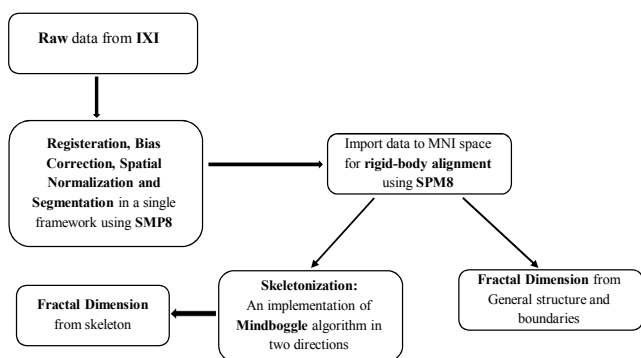 Raw data from IXI
Registeration, Bias
Correction, Spatial
Normalization and
Segmentation in a single
framework using SMP8
Import data to MNI space
for rigid-body alignment
using SPM8
Skeletonization:
An implementation of
Mindboggle algorithm in
two directions
Fractal Dimension
from skeleton
Fractal Dimension from
General structure and
boundaries